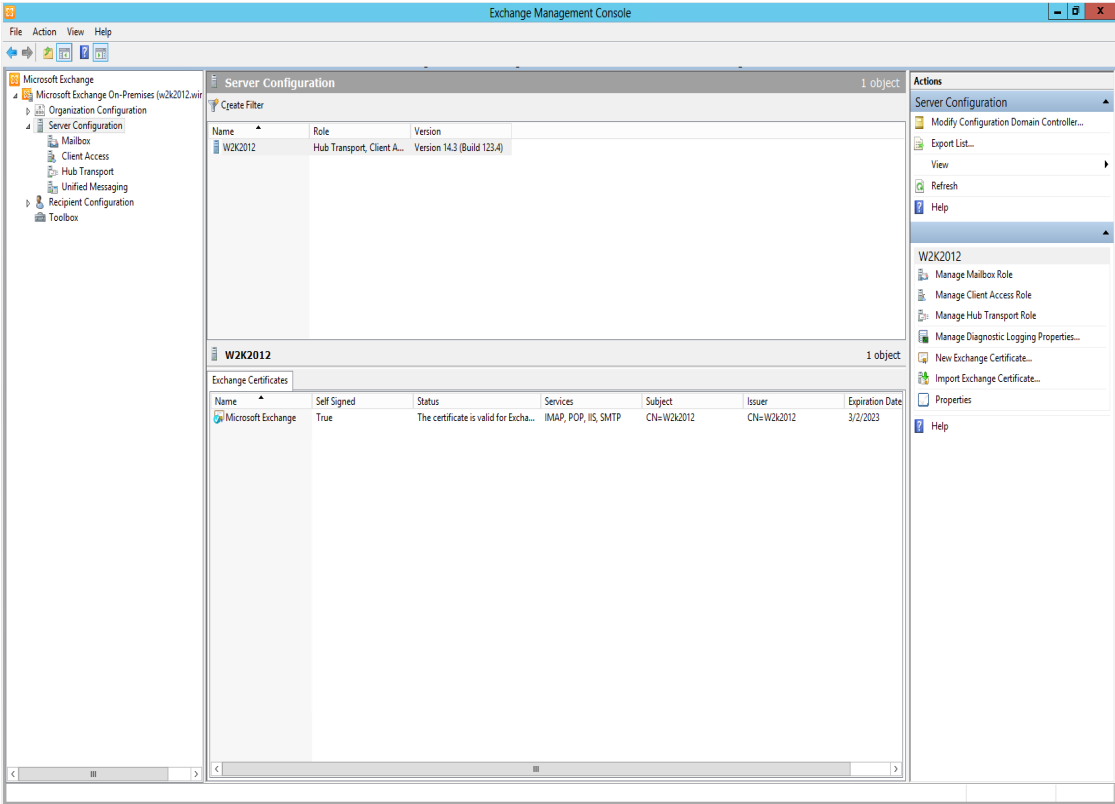 Exchange Management Console
File Action View Help
Microsoft Exchange
Microsoft Exchange On-Premises (w2k2012.wir
Organization Configuration
Server Configuration
Mailbox
Client Access
Hub Transport
Unified Messaging
Recipient Configuration
Toolbox
Server Configuration 1 object
Create Filter
Name Role Version
W2K2012 Hub Transport, Client A... Version 14.3 (Build 123.4)
W2K2012 1 object
Exchange Certificates
Name Self Signed Status Services Subject Issuer Expiration Date
Microsoft Exchange True The certificate is valid for Excha... IMAP, POP, IIS, SMTP CN=W2k2012 CN=W2k2012 3/2/2023
Actions
Server Configuration
Modify Configuration Domain Controller...
Export List...
View
Refresh
Help
W2K2012
Manage Mailbox Role
Manage Client Access Role
Manage Hub Transport Role
Manage Diagnostic Logging Properties...
New Exchange Certificate...
Import Exchange Certificate...
Properties
Help